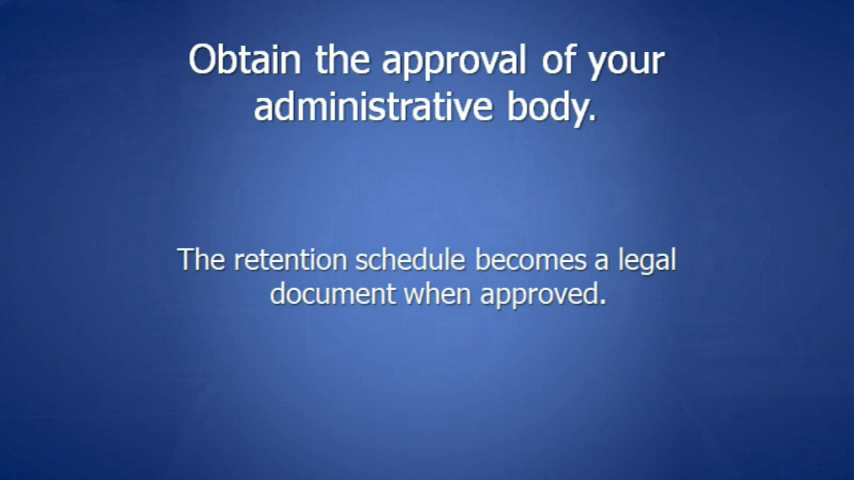 Obtain the approval of your
administrative body.
The retention schedule becomes a legal
document when approved.